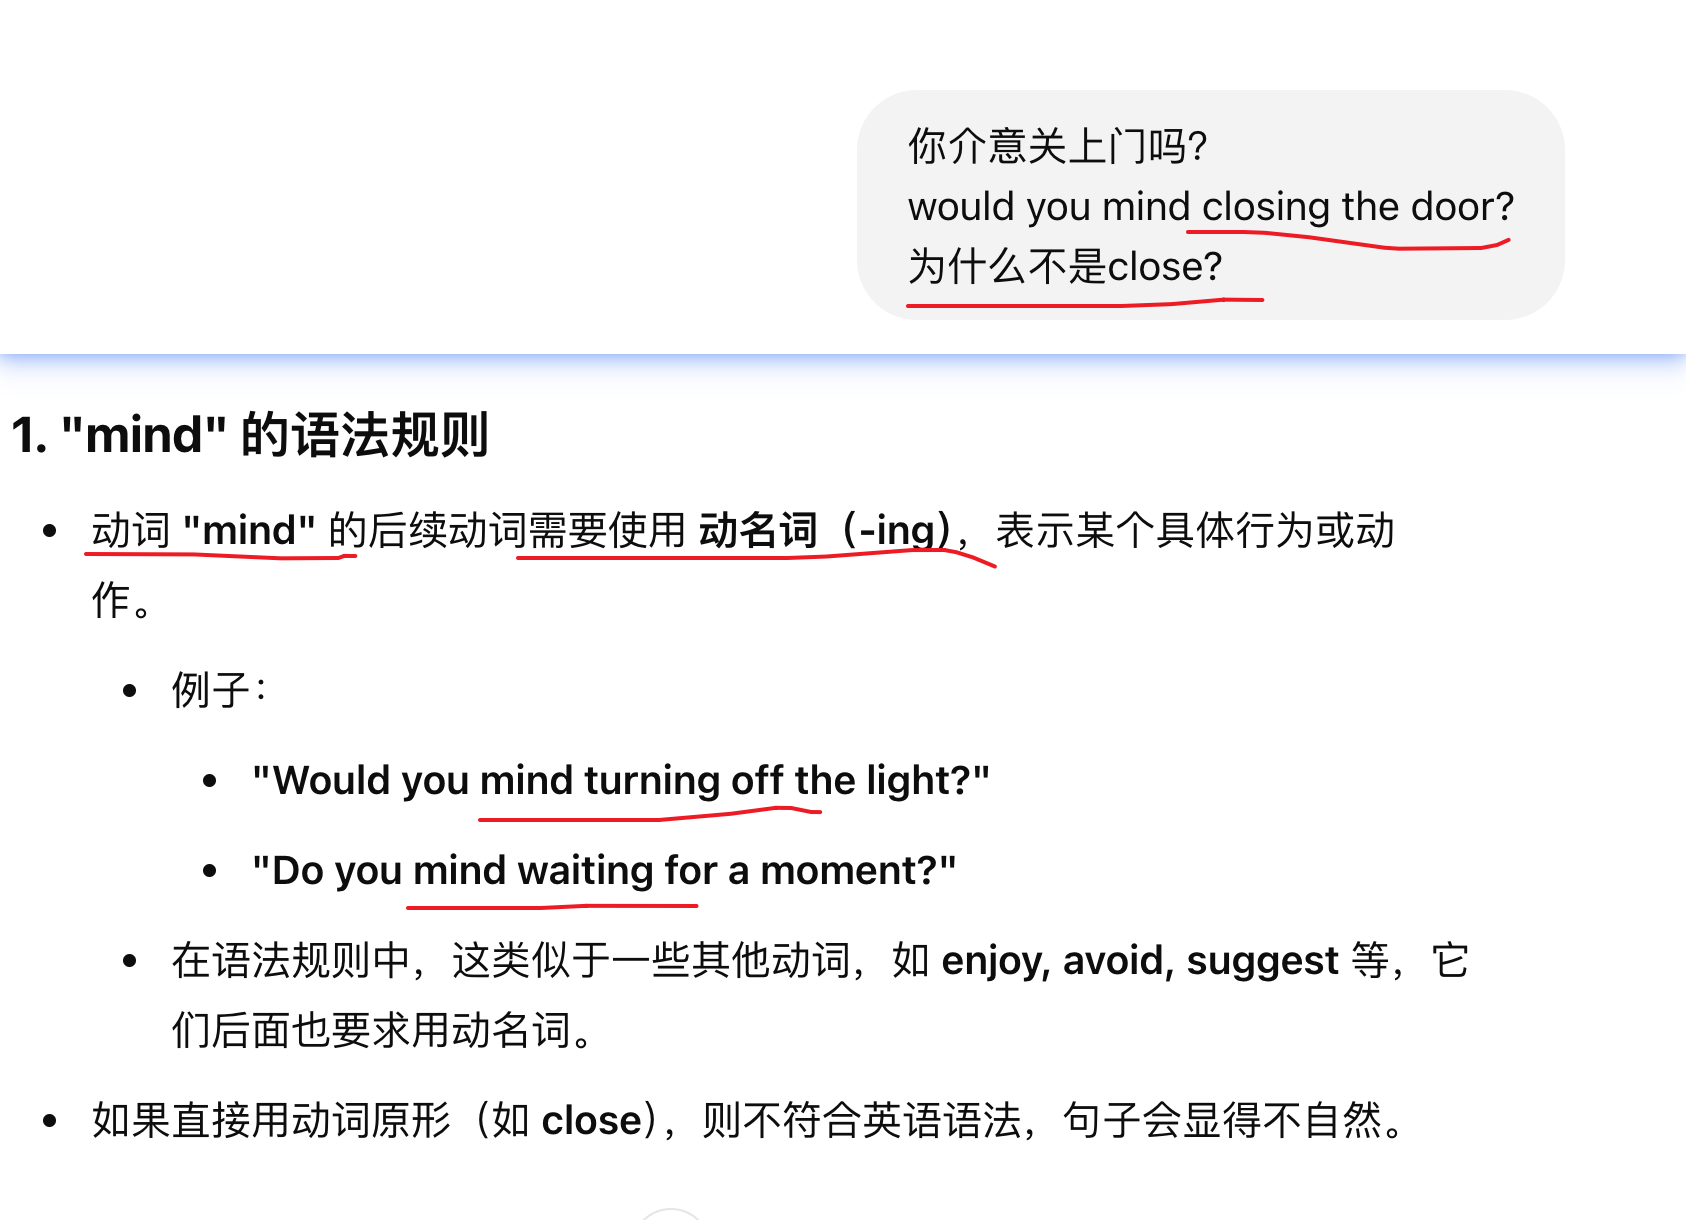 你介意关上门吗?
would you mind closing the door?
为什么不是close?
1. "mind" 的语法规则
• 动词 "mind" 的后续动词需要使用 动名词（-ing），表示某个具体行为或动
作。
• 例子：
• "Would you mind turning off the light?"
• "Do you mind waiting for a moment?"
• 在语法规则中，这类似于一些其他动词，如 enjoy, avoid, suggest 等，它
们后面也要求用动名词。
• 如果直接用动词原形（如 close），则不符合英语语法，句子会显得不自然。